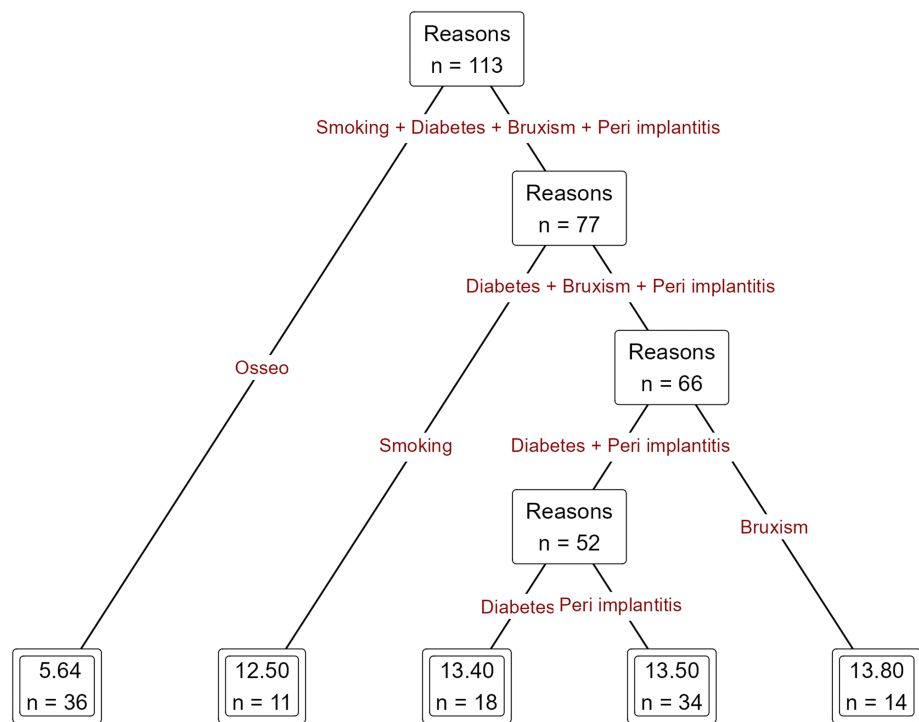 Reasons
n = 113
Smoking + Diabetes + Bruxism + Peri implantitis
Reasons
n = 77
Diabetes + Bruxism + Peri implantitis
Reasons
n = 66
Osseo
Smoking
Diabetes + Peri implantitis
Reasons
n = 52
Bruxism
Diabetes
Peri implantitis
5.64
n = 36
12.50
n = 11
13.40
n = 18
13.50
n = 34
13.80
n = 14